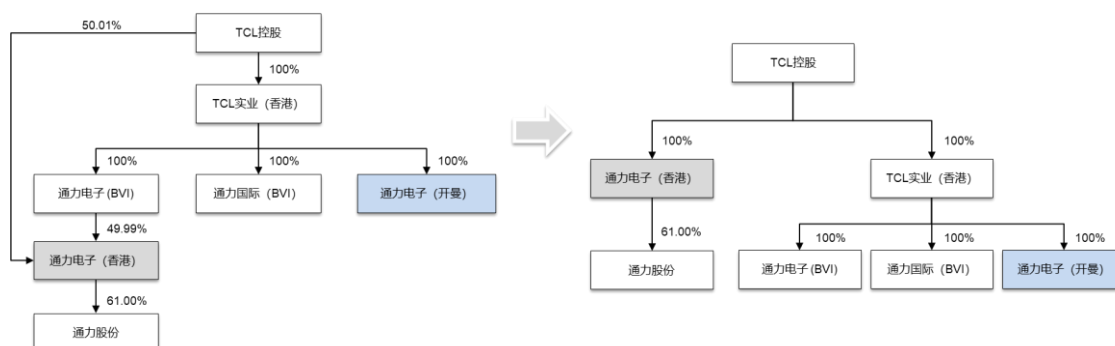 50.01%
TCL控股
100%
TCL实业（香港）
100%
100%
100%
通力电子(BVI)
通力国际（BVI）
通力电子（开曼）
49.99%
通力电子（香港）
61.00%
通力股份
TCL控股
100%
100%
通力电子（香港）
TCL实业（香港）
61.00%
100%
100%
100%
通力股份
通力电子(BVI)
通力国际（BVI）
通力电子（开曼）